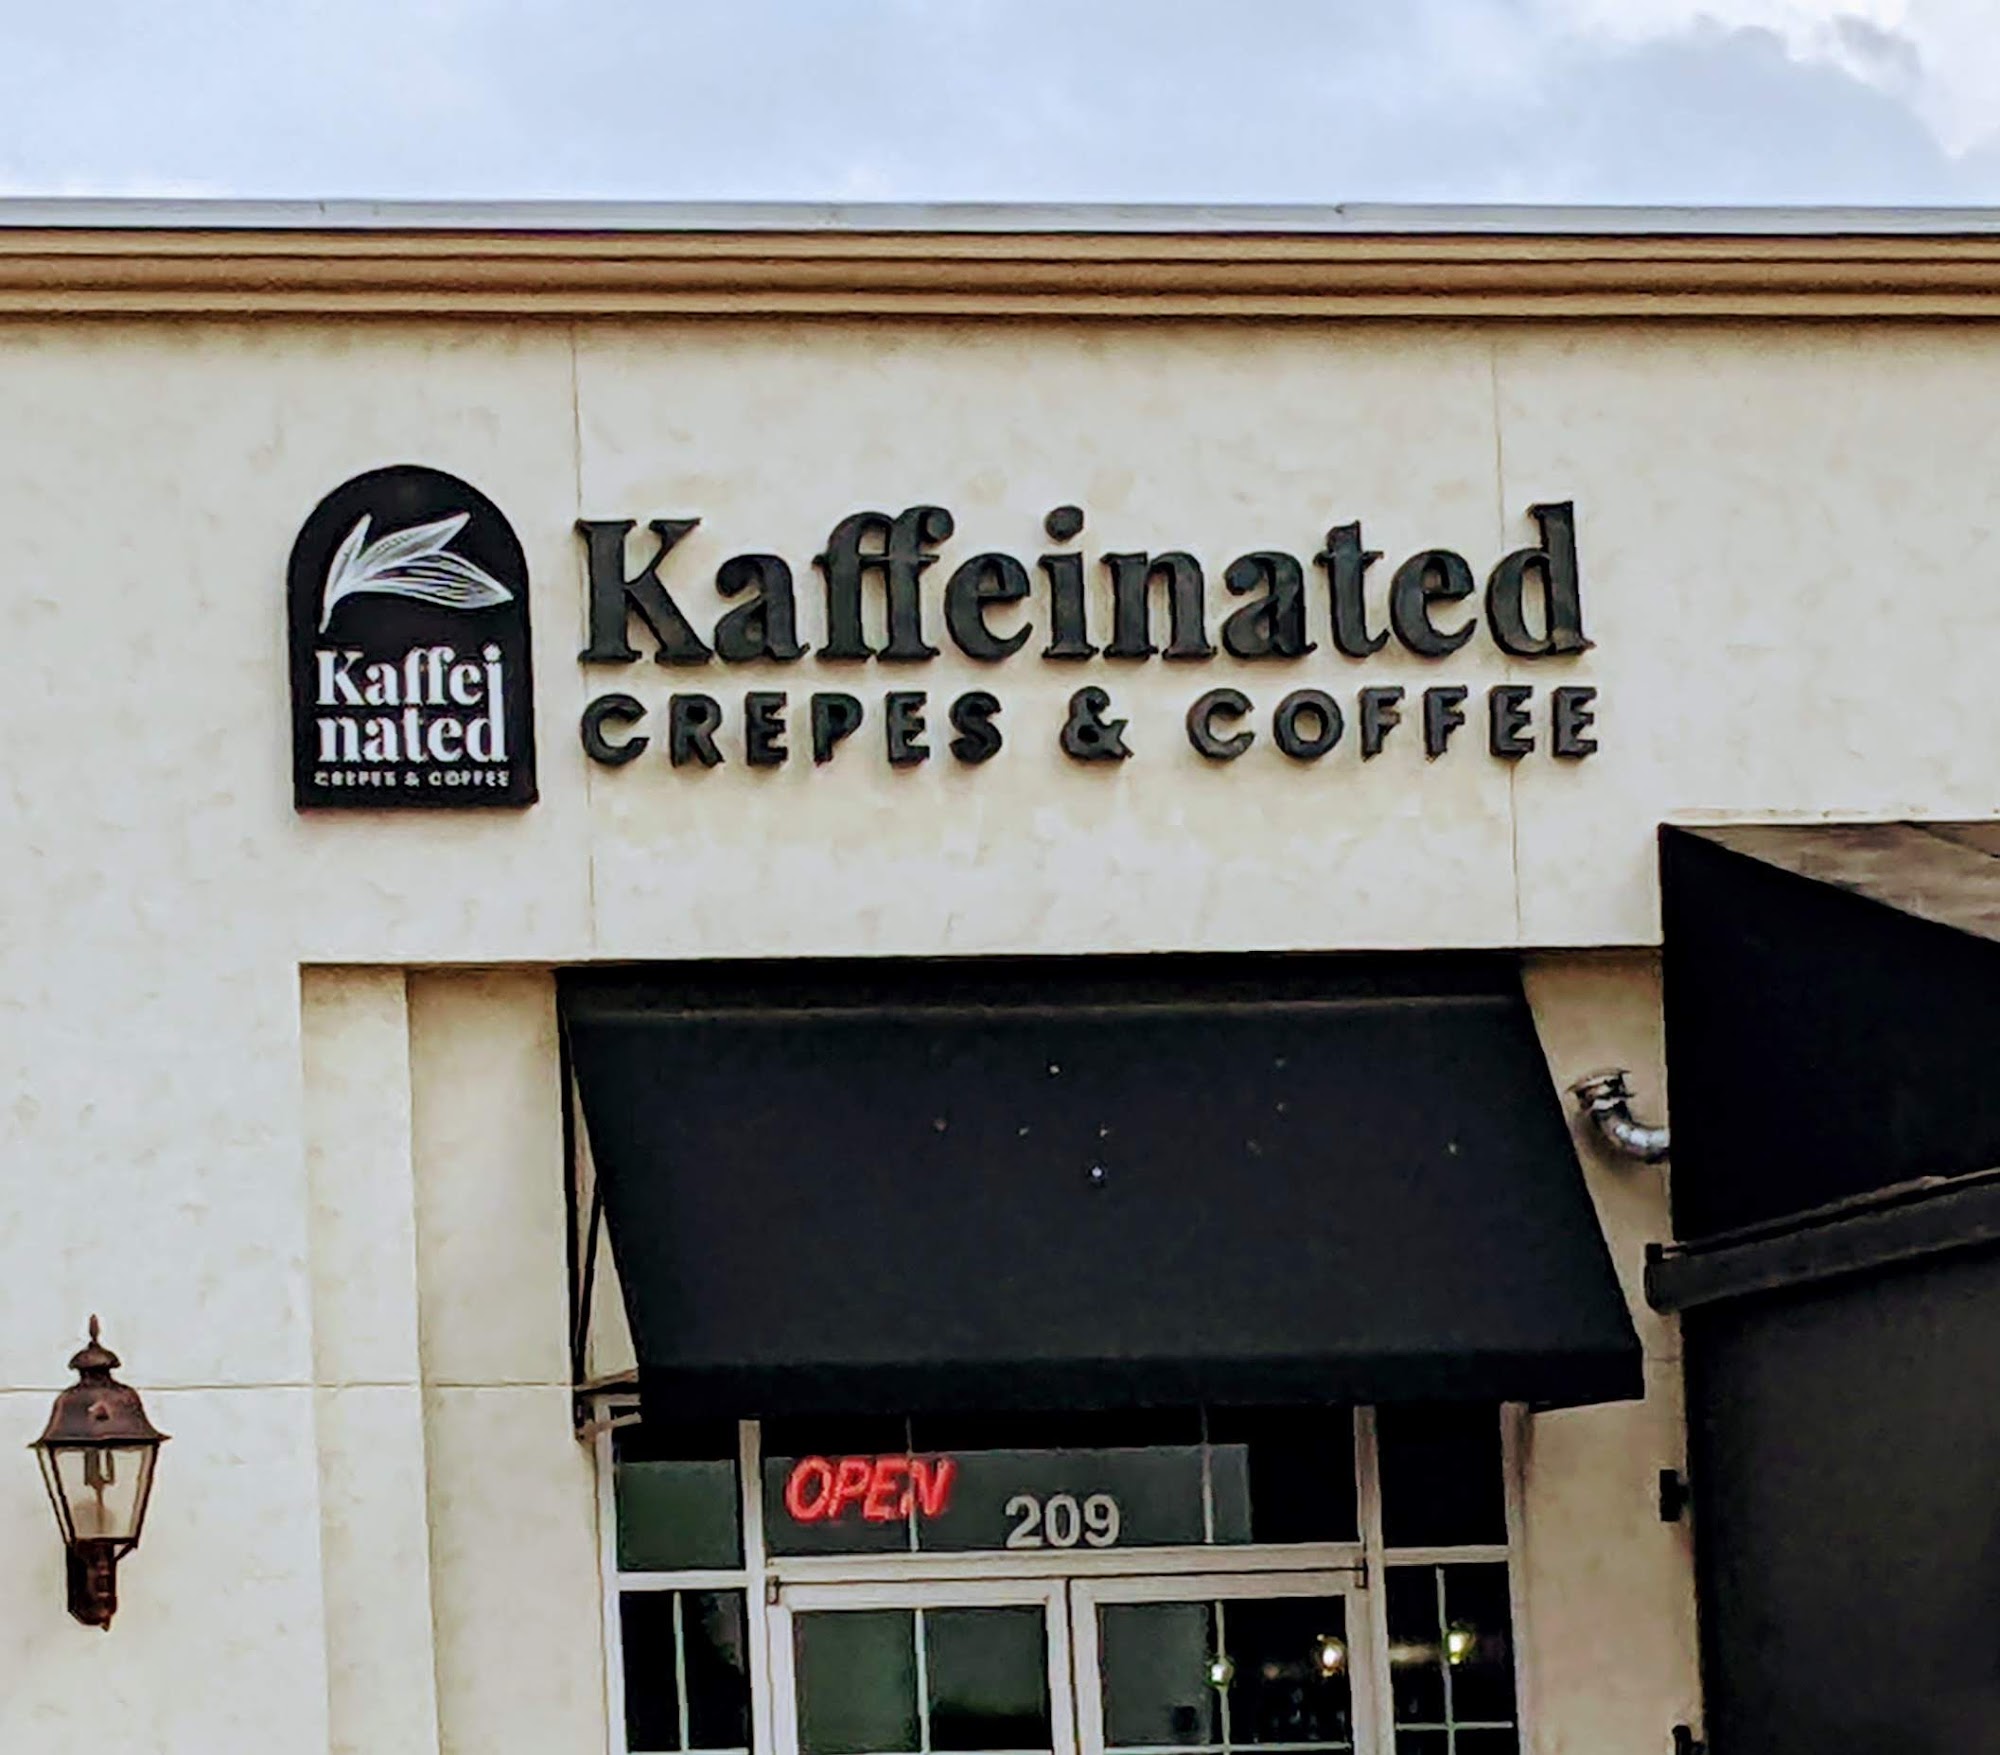 Kaffei
nated
CREPES & COFFEE
Kaffeinated
CREPES & COFFEE
OPEN
209